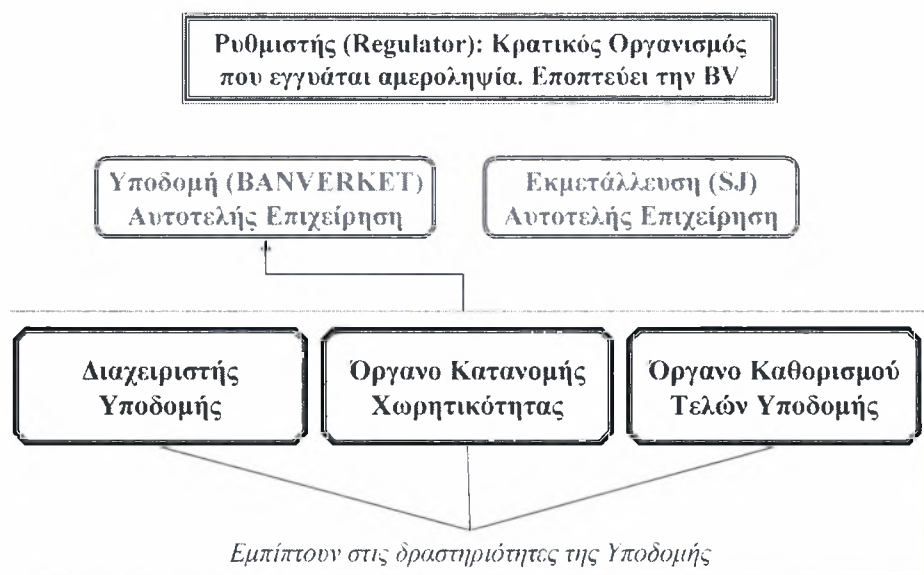 Ρυθμιστής (Regulator): Κρατικός Οργανισμός
που εγγυάται αμεροληψία. Εποπτεύει την BV
Υποδομή (BANVERKET)
Αυτοτελής Επιχείρηση
Εκμετάλλευση (SJ)
Αυτοτελής Επιχείρηση
Διαχειριστής
Υποδομής
Όργανο Κατανομής
Χωρητικότητας
Όργανο Καθορισμού
Τελών Υποδομής
Εμπίπτουν στις δραστηριότητες της Υποδομής